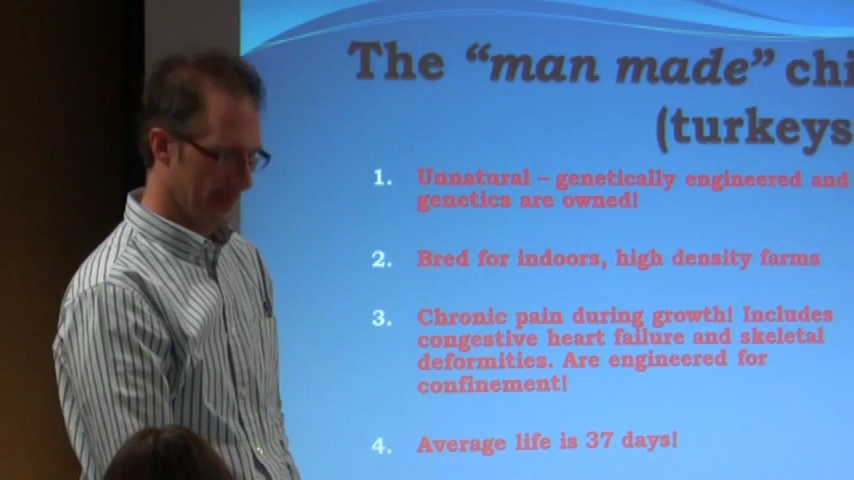 The “man made” chi
(turkeys
1. Unnatural – genetically engineered and
genetics are owned!
2. Bred for indoors, high density farms
3. Chronic pain during growth! Includes
congestive heart failure and skeletal
deformities. Are engineered for
confinement!
4. Average life is 37 days!